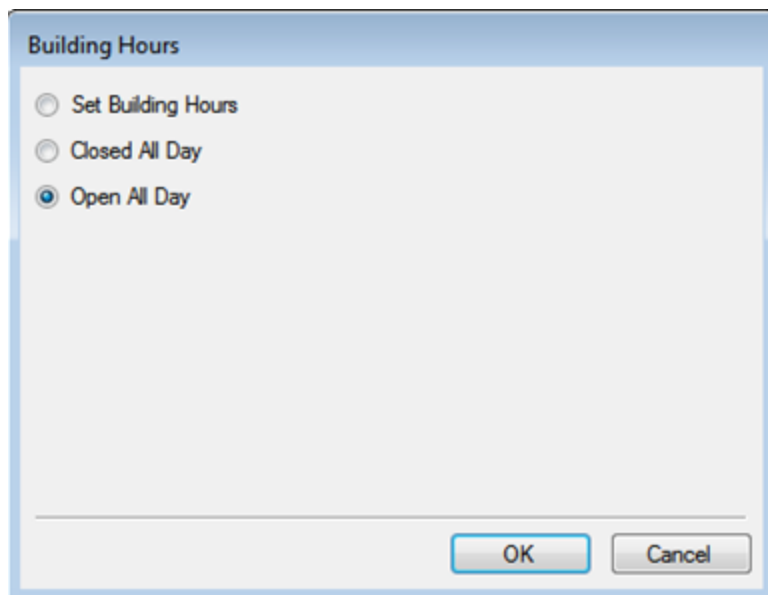 Building Hours
Set Building Hours
Closed All Day
Open All Day
OK Cancel